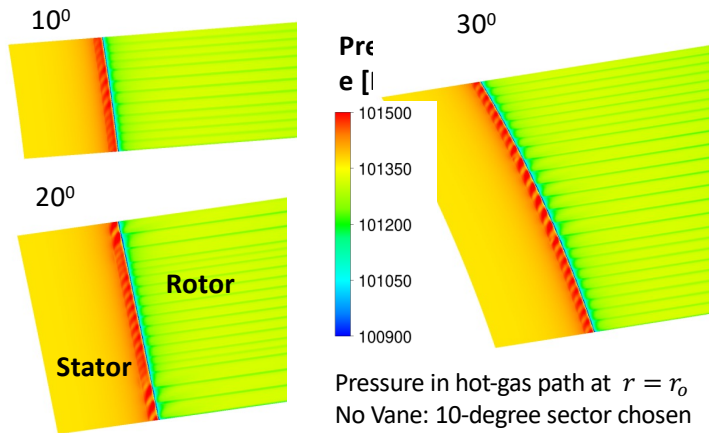 10⁰
30⁰
Pre
e [
101500
101350
101200
101050
100900
20⁰
Rotor
Stator
Pressure in hot-gas path at r = rₒ
No Vane: 10-degree sector chosen